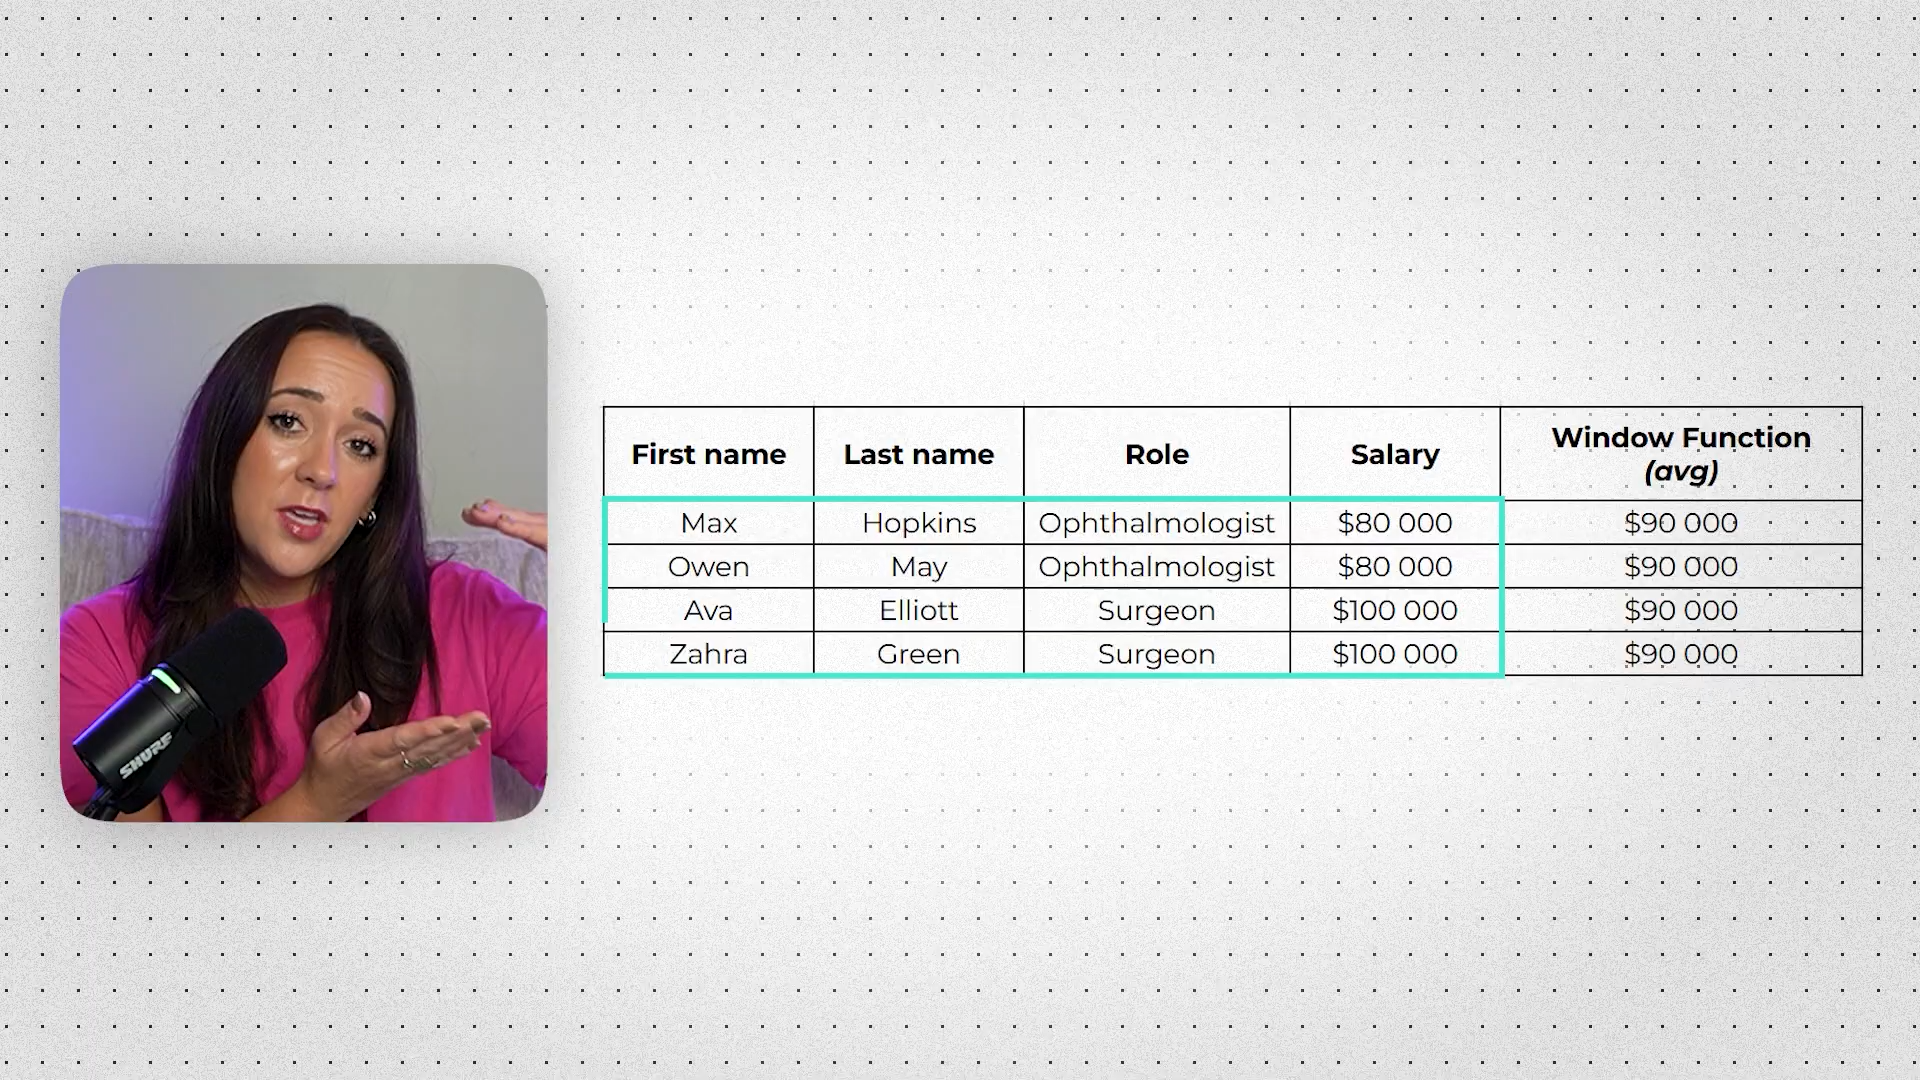 First name Last name Role Salary Window Function
(avg)
Max Hopkins Ophthalmologist $80 000 $90 000
Owen May Ophthalmologist $80 000 $90 000
Ava Elliott Surgeon $100 000 $90 000
Zahra Green Surgeon $100 000 $90 000
SHURE